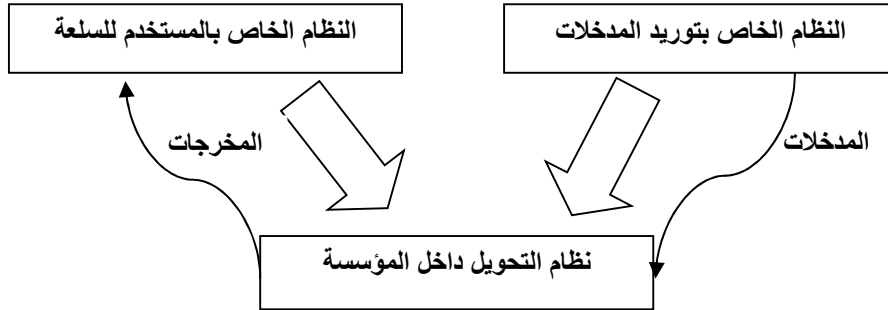 النظام الخاص بتوريد المدخلات
النظام الخاص بالمستخدم للسلعة
المدخلات
المخرجات
نظام التحويل داخل المؤسسة